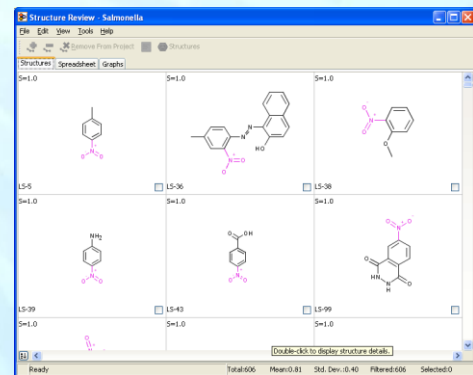 Structure Review - Salmonella
File Edit View Tools Help
Remove From Project Structures
Structures Spreadsheet Graphs
S=1.0 S=1.0 S=1.0
LS-5 LS-36 LS-38
S=1.0 S=1.0 S=1.0
LS-39 LS-43 LS-99
S=1.0 S=1.0 S=1.0
Double-click to display structure details.
Ready Total:606 Mean:0.81 Std. Dev.:0.40 Filtered:606 Selected:0